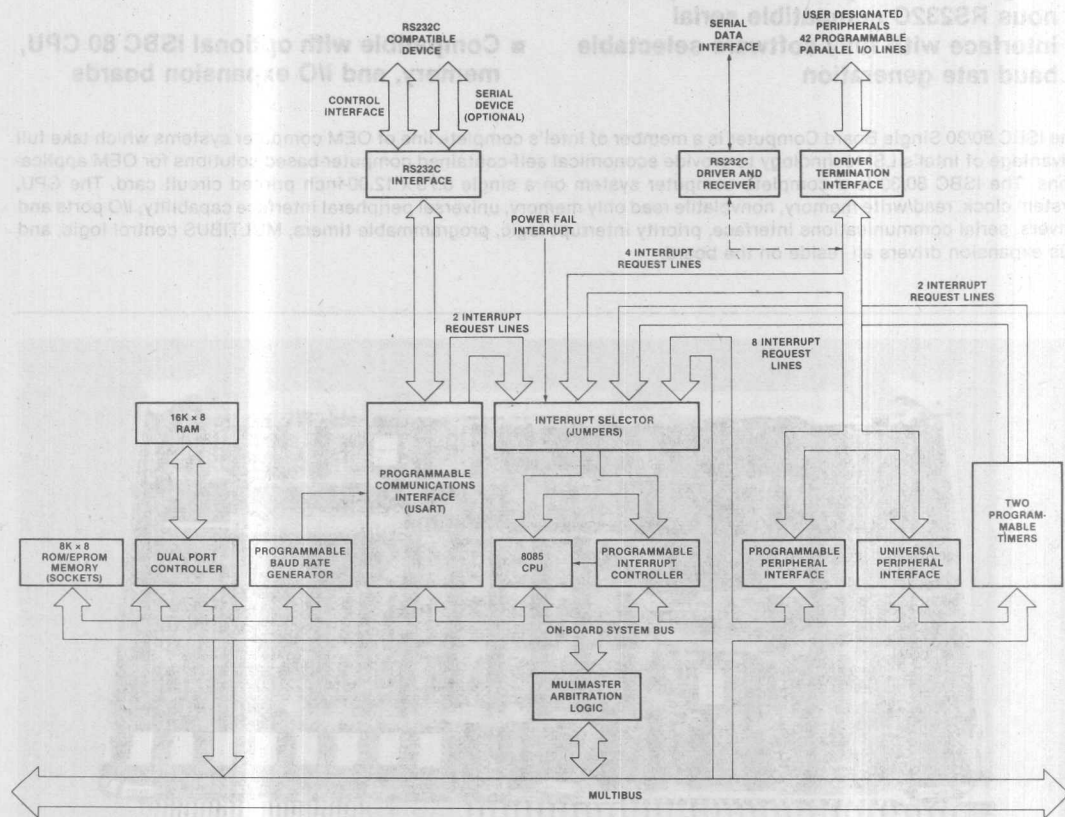 nous RS232C
interface with software selectable
baud rate generation
Compatible with optional ISBC 80 CPU,
memory, and I/O expansion boards
RS232C
COMPATIBLE
DEVICE
SERIAL
DATA
INTERFACE
USER DESIGNATED
PERIPHERALS
42 PROGRAMMABLE
PARALLEL I/O LINES
CONTROL
INTERFACE
SERIAL
DEVICE
(OPTIONAL)
RS232C
INTERFACE
RS232C
DRIVER AND
RECEIVER
DRIVER
TERMINATION
INTERFACE
POWER FAIL
INTERRUPT
4 INTERRUPT
REQUEST LINES
2 INTERRUPT
REQUEST LINES
2 INTERRUPT
REQUEST LINES
8 INTERRUPT
REQUEST
LINES
16K × 8
RAM
INTERRUPT SELECTOR
(JUMPERS)
PROGRAMMABLE
COMMUNICATIONS
INTERFACE
(USART)
TWO
PROGRAM-
MABLE
TIMERS
8K × 8
ROM/EPROM
MEMORY
(SOCKETS)
DUAL PORT
CONTROLLER
PROGRAMMABLE
BAUD RATE
GENERATOR
8085
CPU
PROGRAMMABLE
INTERRUPT
CONTROLLER
PROGRAMMABLE
PERIPHERAL
INTERFACE
UNIVERSAL
PERIPHERAL
INTERFACE
ON-BOARD SYSTEM BUS
MULIMASTER
ARBITRATION
LOGIC
MULTIBUS